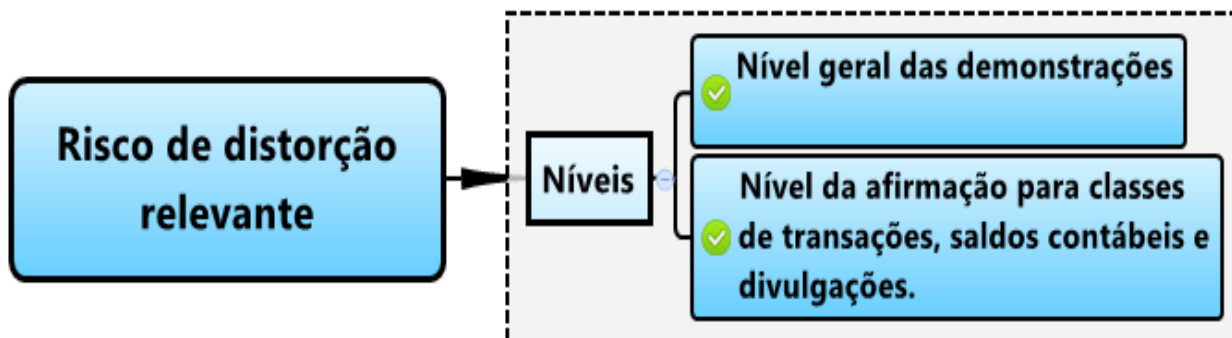 Risco de distorção
relevante
Níveis
Nível geral das demonstrações
Nível da afirmação para classes
de transações, saldos contábeis e
divulgações.